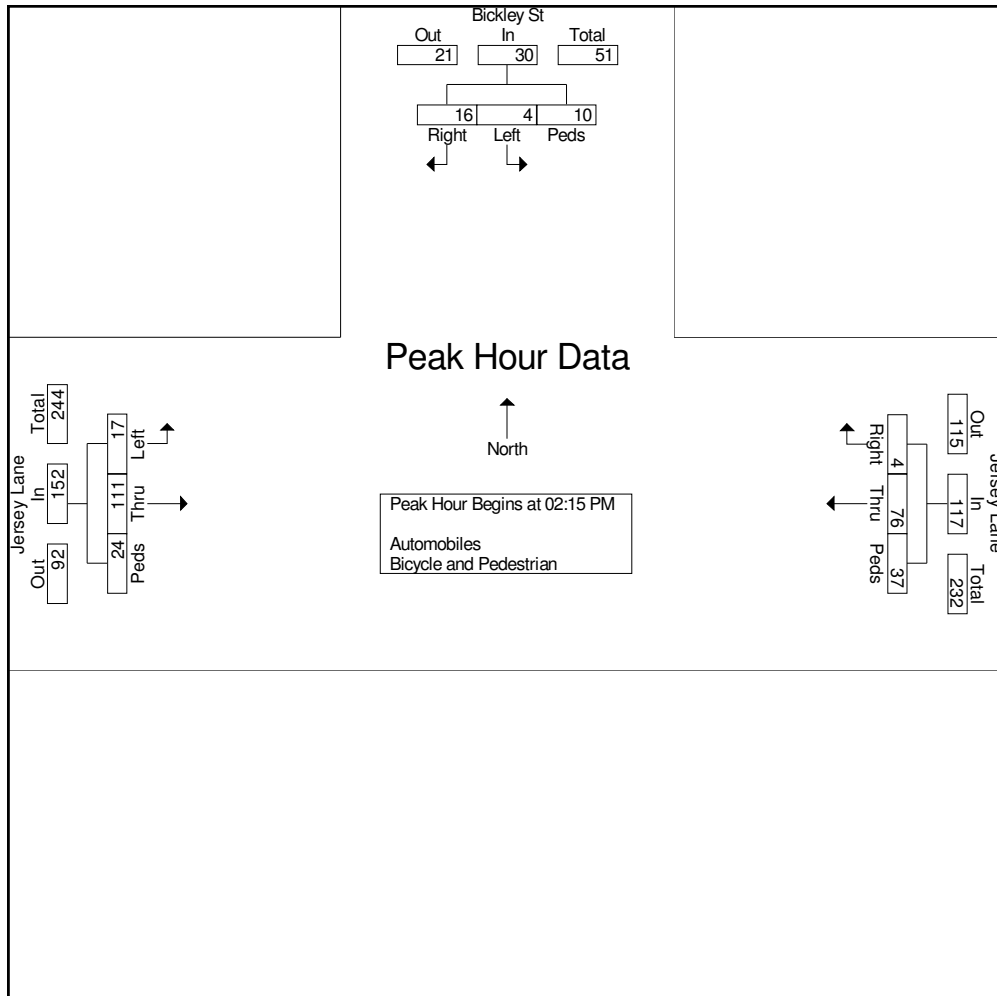 Bickley St
Out In Total
21 30 51
16 4 10
Right Left Peds
Peak Hour Data
North
Peak Hour Begins at 02:15 PM
Automobiles
Bicycle and Pedestrian
Jersey Lane
Out In Total
92 152 244
17 111 24
Left Thru Peds
Jersey Lane
Out In Total
115 117 232
4 76 37
Right Thru Peds